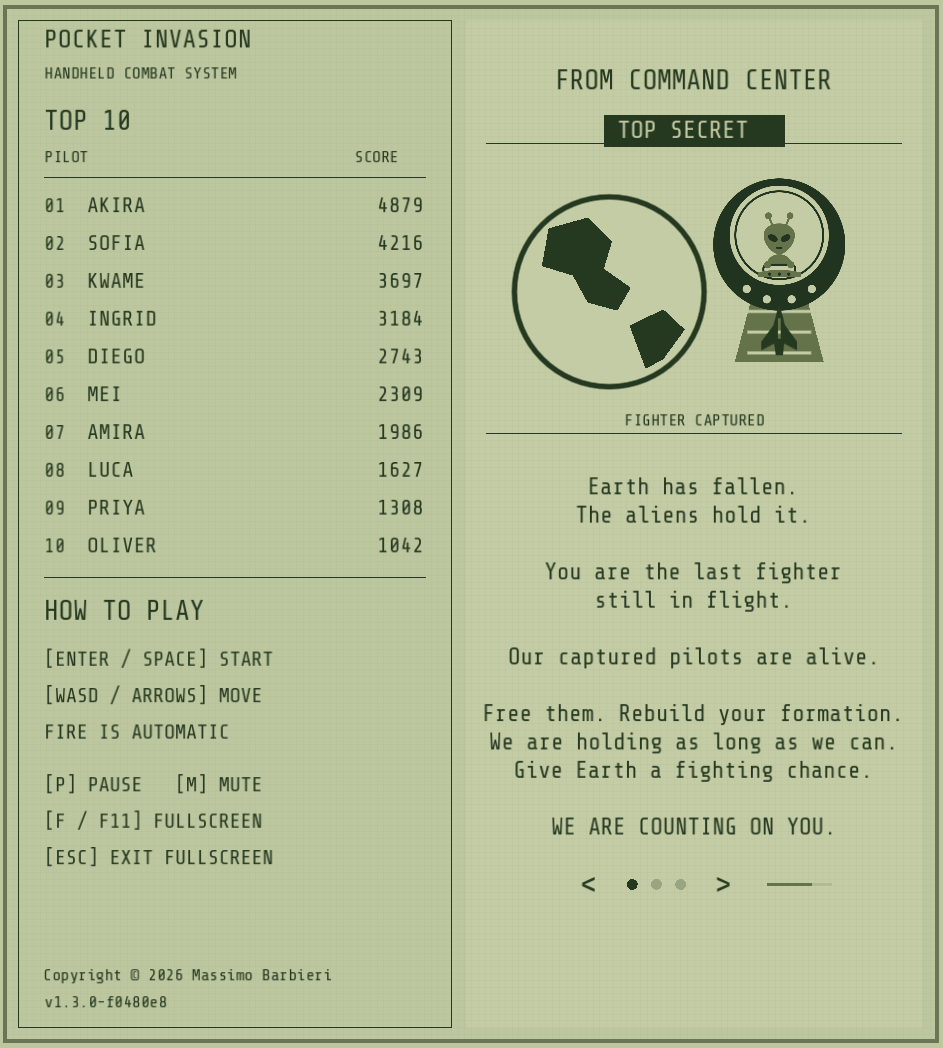 POCKET INVASION
HANDHELD COMBAT SYSTEM
TOP 10
PILOT SCORE
01 AKIRA 4879
02 SOFIA 4216
03 KWAME 3697
04 INGRID 3184
05 DIEGO 2743
06 MEI 2309
07 AMIRA 1986
08 LUCA 1627
09 PRIYA 1308
10 OLIVER 1042
HOW TO PLAY
[ENTER / SPACE] START
[WASD / ARROWS] MOVE
FIRE IS AUTOMATIC
[P] PAUSE [M] MUTE
[F / F11] FULLSCREEN
[ESC] EXIT FULLSCREEN
Copyright © 2026 Massimo Barbieri
v1.3.0-f0480e8
FROM COMMAND CENTER
TOP SECRET
FIGHTER CAPTURED
Earth has fallen.
The aliens hold it.
You are the last fighter
still in flight.
Our captured pilots are alive.
Free them. Rebuild your formation.
We are holding as long as we can.
Give Earth a fighting chance.
WE ARE COUNTING ON YOU.
< >